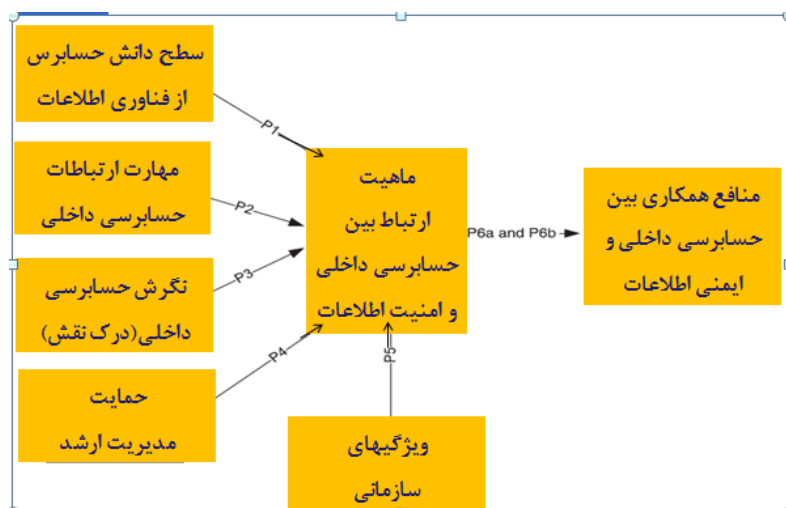 سطح دانش حسابرس
از فناوری اطلاعات
P1
مهارت ارتباطات
حسابرسی داخلی
P2
نگرش حسابرسی
داخلی(درک نقش)
P3
حمایت
مدیریت ارشد
P4
ویژگیهای
سازمانی
P5
ماهیت
ارتباط بین
حسابرسی داخلی
و امنیت اطلاعات
P6a and P6b
منافع همکاری بین
حسابرسی داخلی و
ایمنی اطلاعات